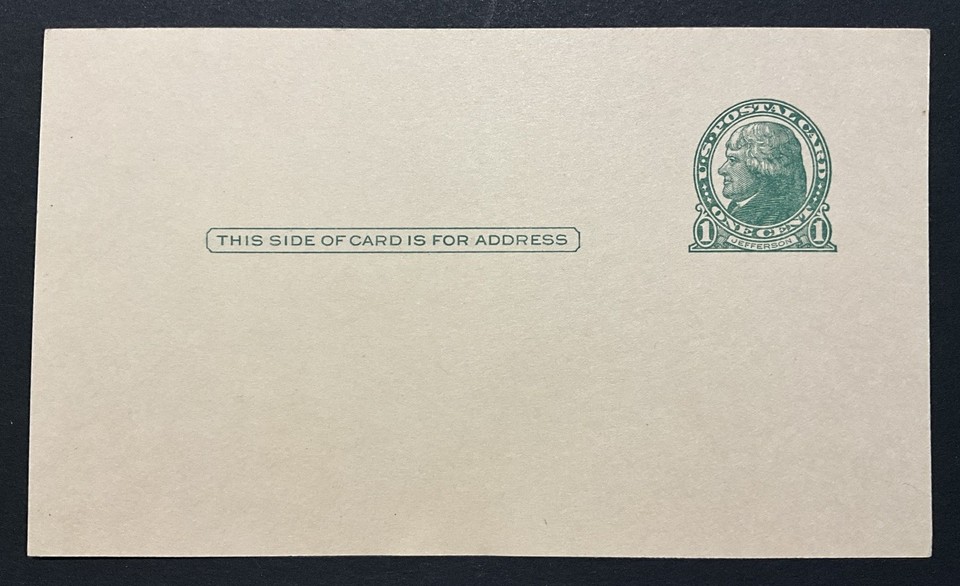 U.S. POSTAL CARD
THIS SIDE OF CARD IS FOR ADDRESS
ONE CENT
1 JEFFERSON 1